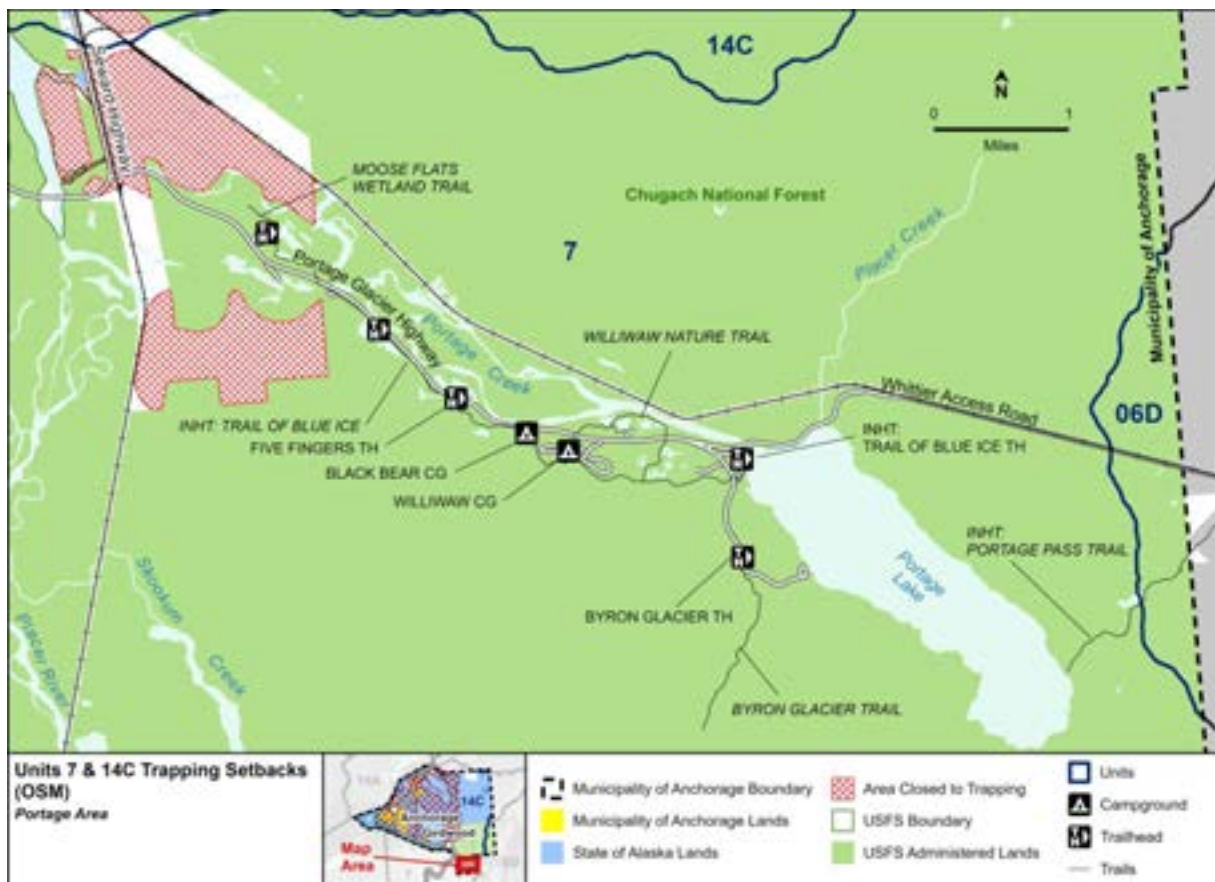 14C
Seward Highway
N
0 1
Miles
MOOSE FLATS
WETLAND TRAIL
Chugach National Forest
7
Placer Creek
Municipality of Anchorage
Portage Glacier Highway
Portage Creek
WILLIWAW NATURE TRAIL
Whittier Access Road
06D
INHT: TRAIL OF BLUE ICE
FIVE FINGERS TH
BLACK BEAR CG
WILLIWAW CG
INHT:
TRAIL OF BLUE ICE TH
INHT:
PORTAGE PASS TRAIL
Portage
Lake
BYRON GLACIER TH
BYRON GLACIER TRAIL
Skookum
Creek
Placer River
Units 7 & 14C Trapping Setbacks
(OSM)
Portage Area
14C
Anchorage
Girdwood
Map
Area
Municipality of Anchorage Boundary
Municipality of Anchorage Lands
State of Alaska Lands
Area Closed to Trapping
USFS Boundary
USFS Administered Lands
Units
Campground
Trailhead
Trails